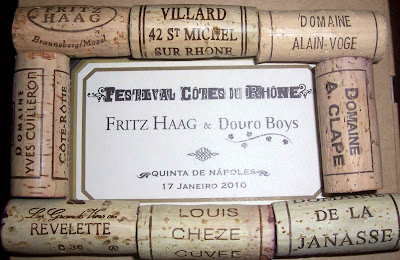 FRITZ
HAAG
Brauneberg/Mosel
VILLARD
42 ST MICHEL
SUR RHÔNE
DOMAINE
ALAIN VOGE
DOMAINE
YVES CUILLERON
CÔTE-RÔTIE
FESTIVAL CÔTES DU RHÔNE
FRITZ HAAG & DOURO BOYS
QUINTA DE NÁPOLES
17 JANEIRO 2010
DOMAINE
A. CLAPE
Les Grands Vins de
REVELETTE
LOUIS
CHEZE
CUVEE
DOMAINE
DE LA
JANASSE